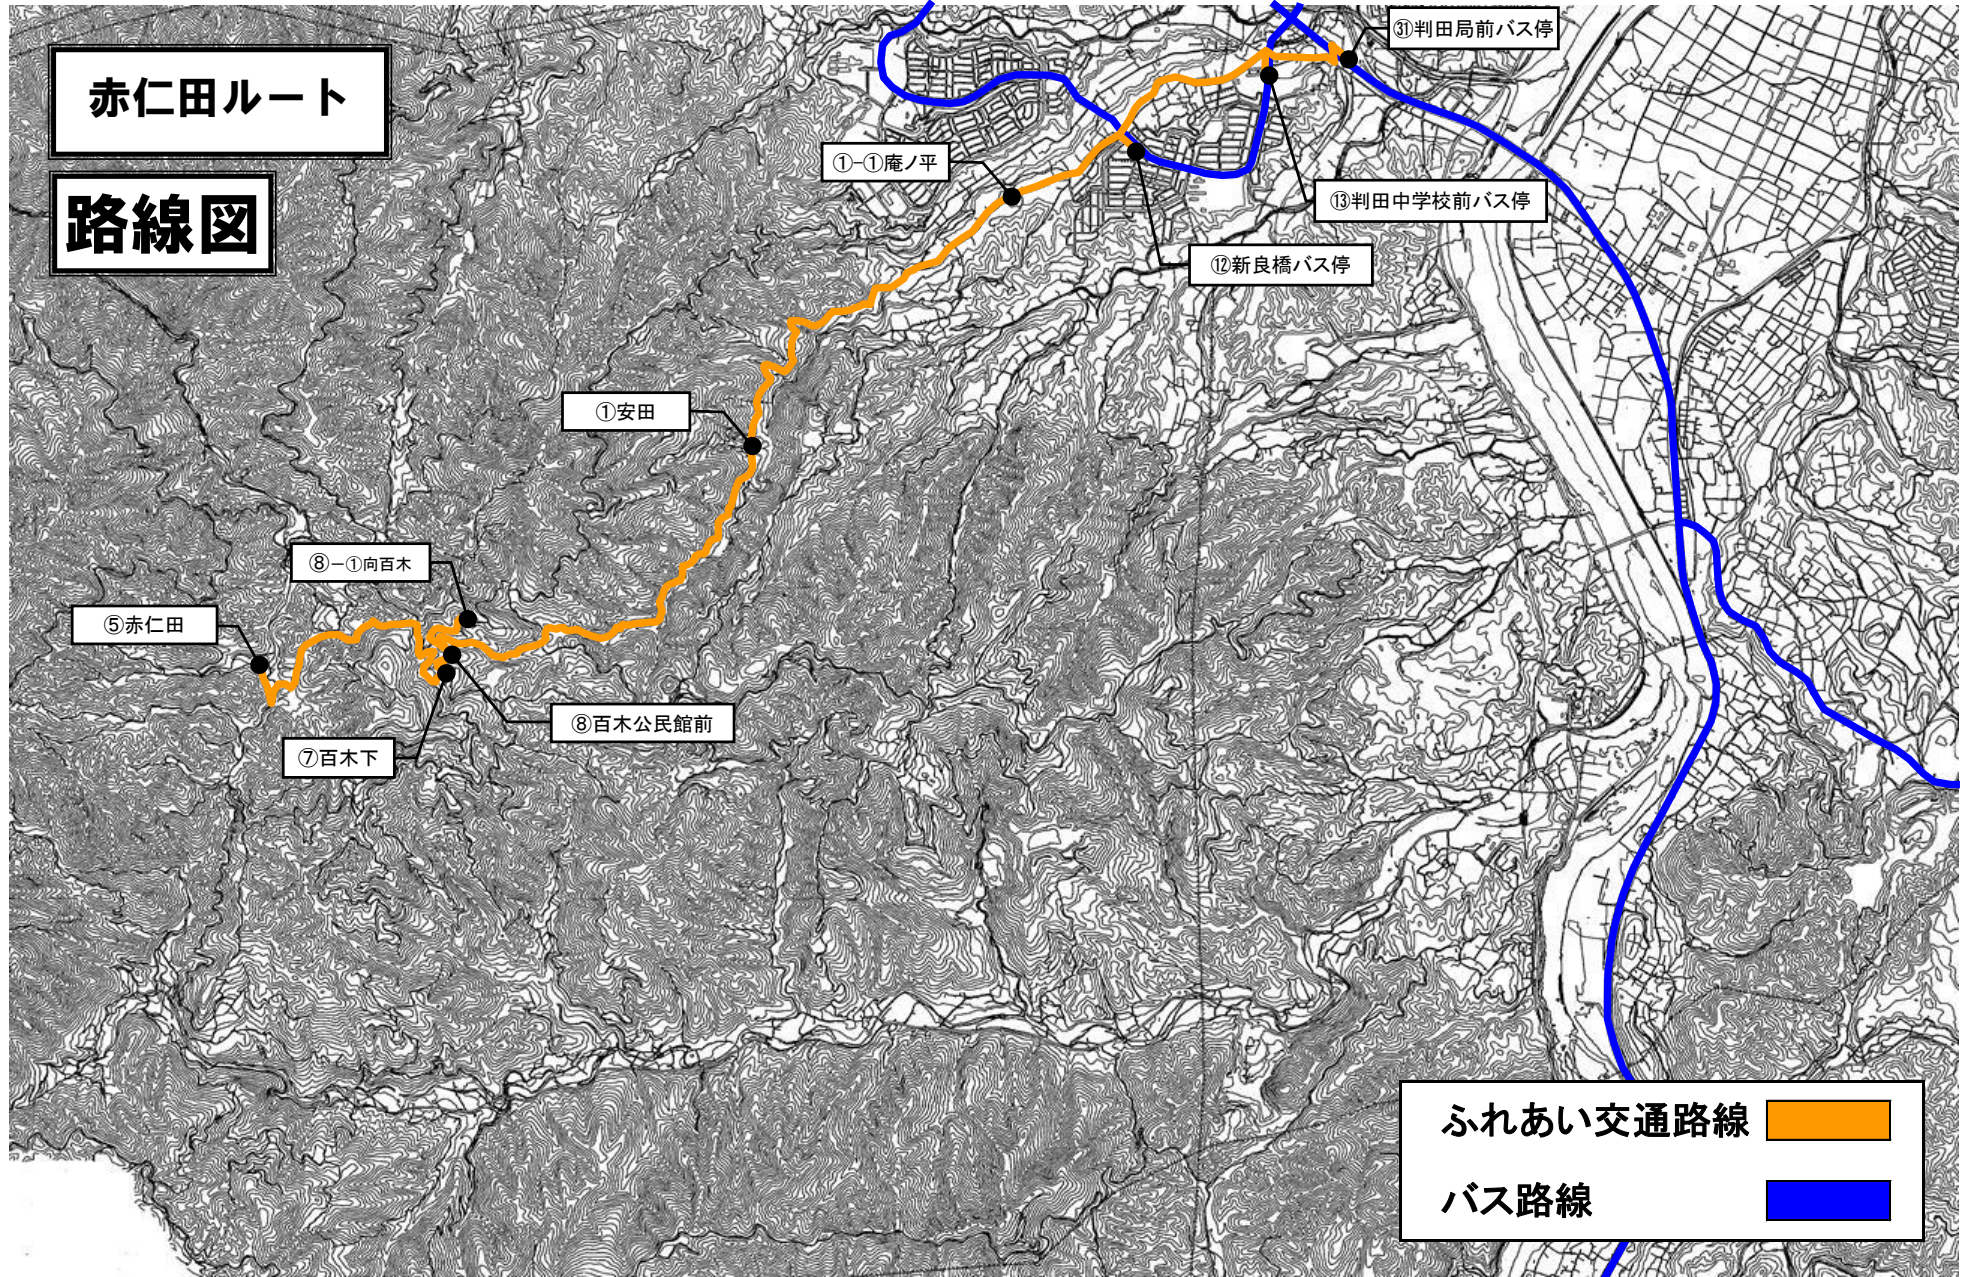 赤仁田ルート
路線図
㉛判田局前バス停
①-①庵ノ平
⑬判田中学校前バス停
⑫新良橋バス停
①安田
⑧-①向百木
⑤赤仁田
⑧百木公民館前
⑦百木下
ふれあい交通路線
バス路線